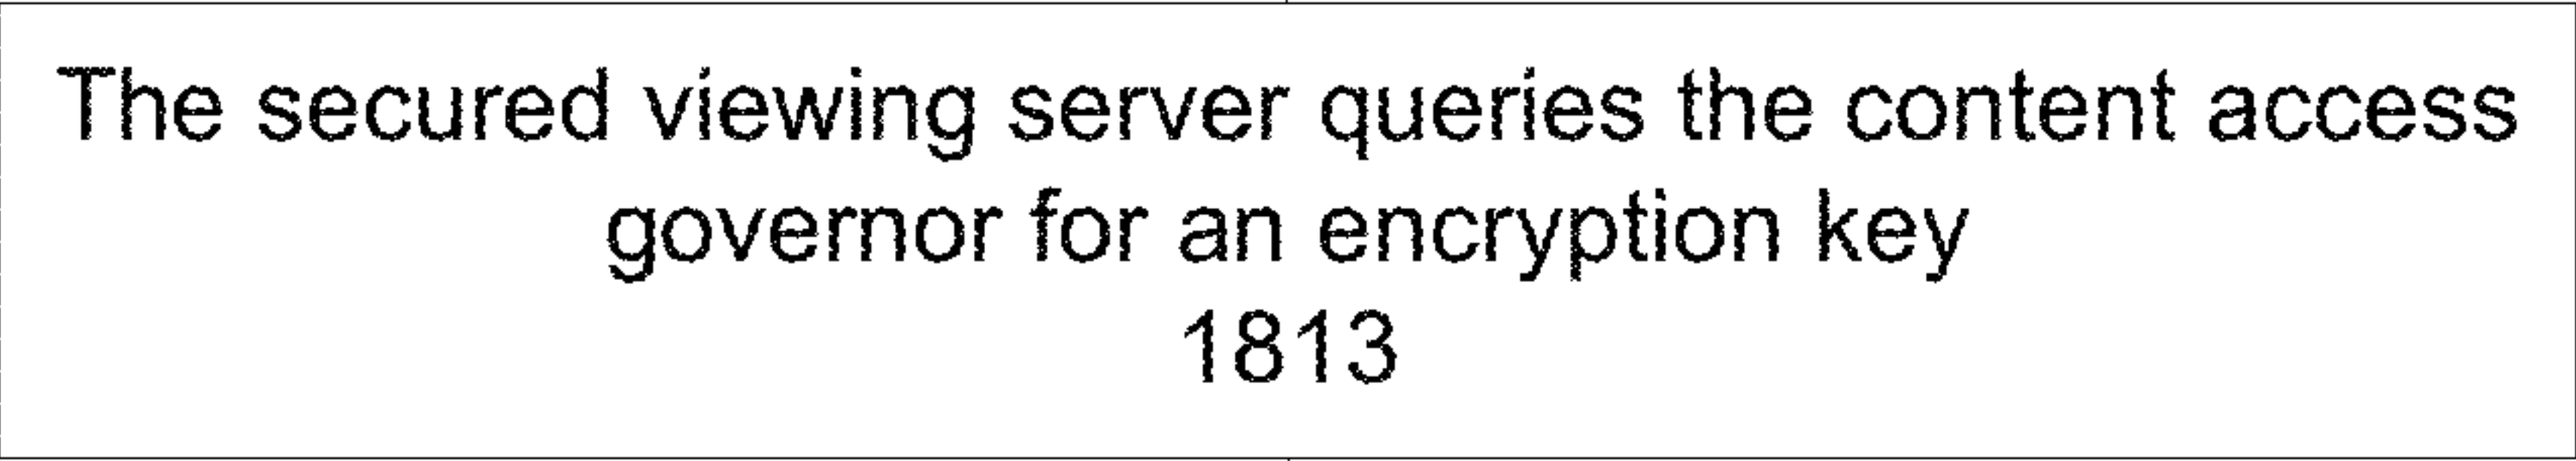 The secured viewing server queries the content access
governor for an encryption key
1813